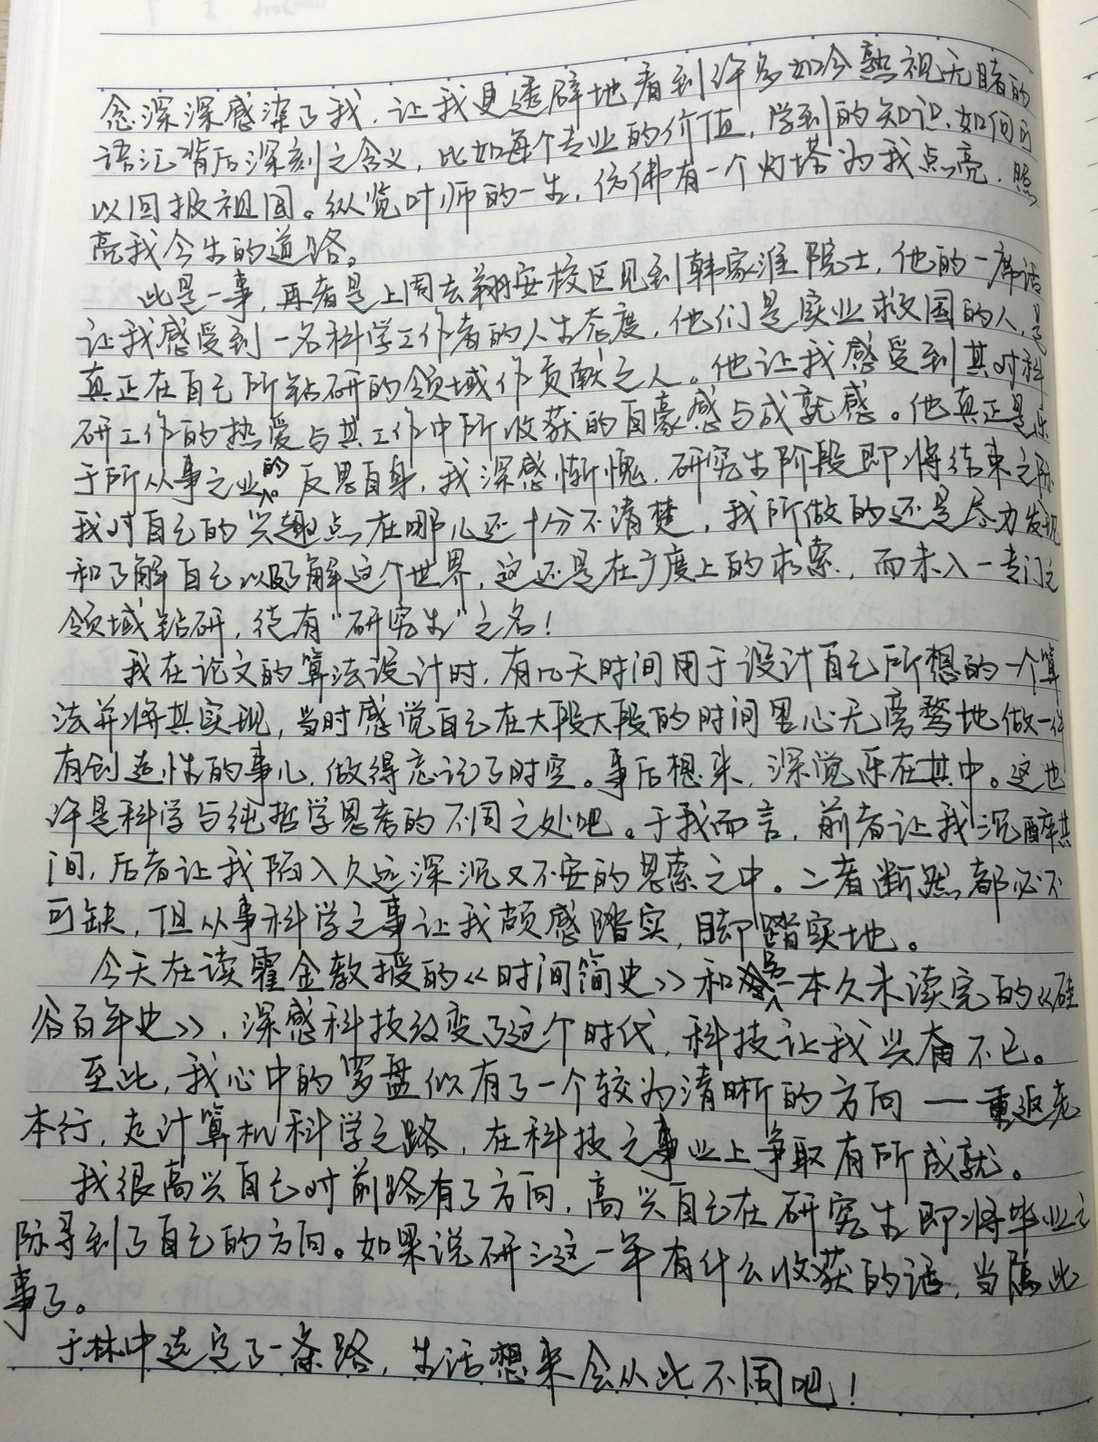 念深深感染了我，让我更透辟地看到许多如今熟视无睹的
语汇背后深刻之含义，比如每个专业的价值，学到的知识，如何可
以回报祖国。纵览叶师的一生，仿佛有一个灯塔为我点亮，照
亮我今生的道路。
此是一事，再者是上周去翔安校区见到韩家淮院士，他的一席话
让我感受到一名科学工作者的人生态度，他们是实业救国的人，是
真正在自己所钻研的领域作贡献之人。他让我感受到其对科
研工作的热爱与其工作中所收获的自豪感与成就感。他真正是乐
于所从事之业的。反思自身，我深感惭愧，研究生阶段即将结束之际
我对自己的兴趣点在哪儿还十分不清楚，我所做的还是尽力发现
和了解自己以及了解这个世界，这还是在广度上的求索，而未入一专门之
领域钻研，徒有“研究生”之名！
我在论文的算法设计时，有几天时间用于设计自己所想的一个算
法并将其实现，当时感觉自己在大段大段的时间里心无旁骛地做一件
有创造性的事儿，做得忘记了时空。事后想来，深觉乐在其中。这也
许是科学与纯哲学思考的不同之处吧。于我而言，前者让我沉醉其
间，后者让我陷入久远深沉又不安的思索之中。二者断然都必不
可缺，但从事科学之事让我颇感踏实，脚踏实地。
今天在读霍金教授的《时间简史》和另一本久未读完的《硅
谷百年史》，深感科技改变了这个时代，科技让我兴奋不已。
至此，我心中的罗盘似有了一个较为清晰的方向——重返老
本行，走计算机科学之路，在科技之事业上争取有所成就。
我很高兴自己对前路有了方向，高兴自己在研究生即将毕业之
际寻到了自己的方向。如果说研三这一年有什么收获的话，当属此
事了。
于林中选定了一条路，生活想来会从此不同吧！